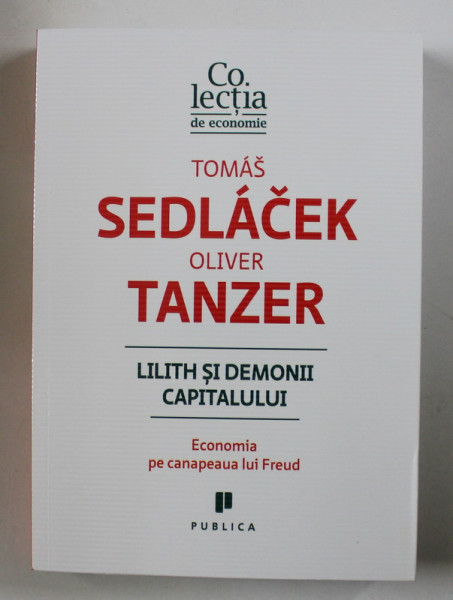 Co.
lecția
de economie
TOMÁŠ
SEDLÁČEK
OLIVER
TANZER
LILITH ȘI DEMONII
CAPITALULUI
Economia
pe canapeaua lui Freud
PUBLICA